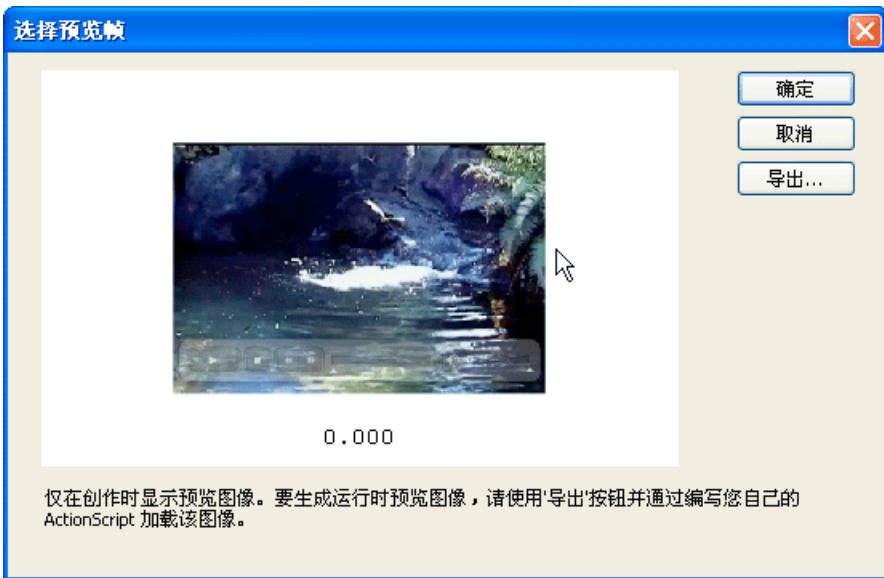 选择预览帧
确定
取消
导出...
0.000
仅在创作时显示预览图像。要生成运行时预览图像，请使用'导出'按钮并通过编写您自己的
ActionScript 加载该图像。